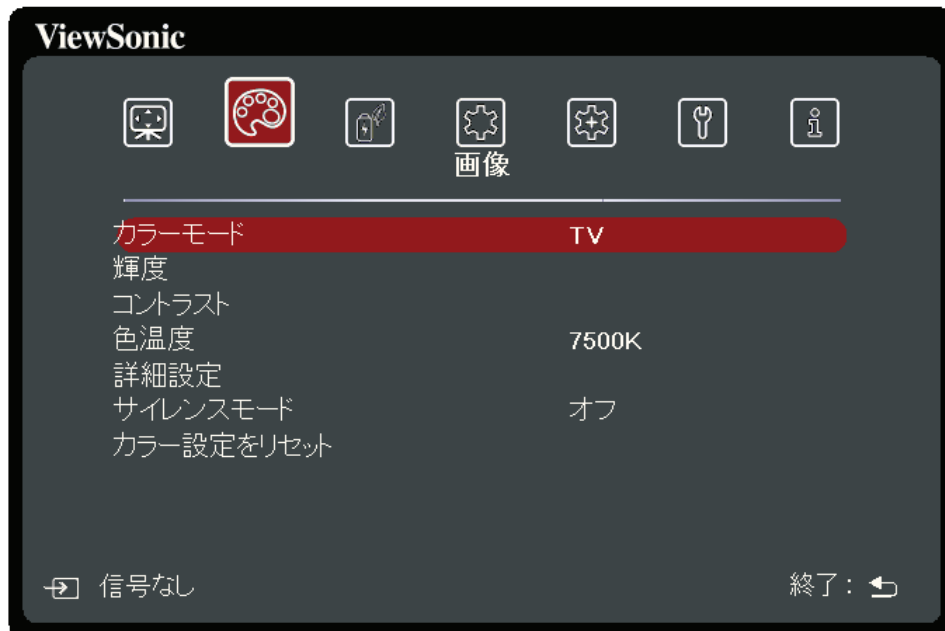 ViewSonic
画像
カラーモード TV
輝度
コントラスト
色温度 7500K
詳細設定
サイレンスモード オフ
カラー設定をリセット
信号なし 終了: